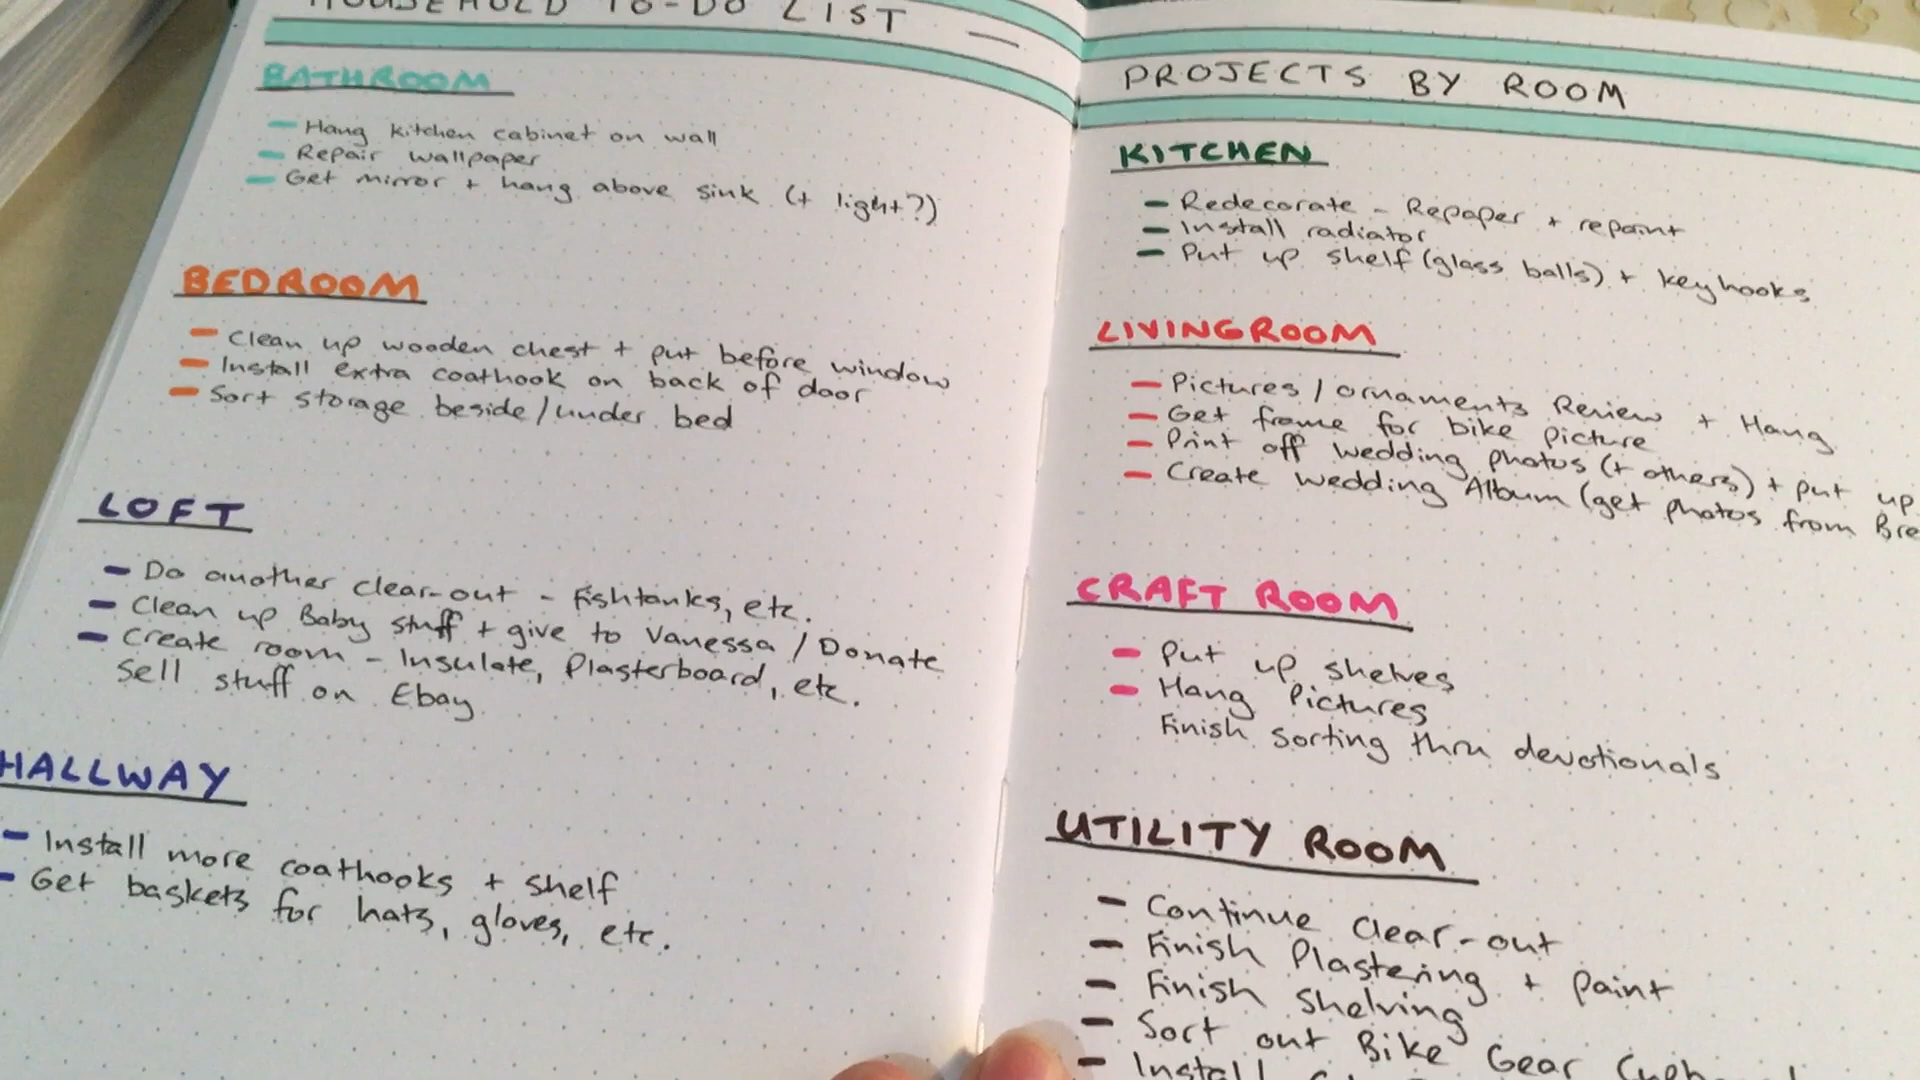 HOUSEHOLD TO-DO LIST —
BATHROOM
- Hang kitchen cabinet on wall
- Repair wallpaper
- Get mirror + hang above sink (+ light?)
BEDROOM
- Clean up wooden chest + put before window
- Install extra coathook on back of door
- Sort storage beside/under bed
LOFT
- Do another clear-out - Fishtanks, etc.
- Clean up Baby stuff + give to Vanessa / Donate
- Create room - Insulate, Plasterboard, etc.
Sell stuff on Ebay
HALLWAY
- Install more coathooks + shelf
- Get baskets for hats, gloves, etc.
PROJECTS BY ROOM
KITCHEN
- Redecorate - Repaper + repaint
- Install radiator
- Put up shelf (glass balls) + keyhooks
LIVINGROOM
- Pictures / ornaments Review + Hang
- Get frame for bike picture
- Print off wedding photos (+ others) + put up
- Create wedding Album (get photos from Bre
CRAFT ROOM
- Put up shelves
- Hang Pictures
Finish sorting thru devotionals
UTILITY ROOM
- Continue Clear-out
- Finish Plastering + Paint
- Finish Shelving
- Sort out Bike Gear
- Install